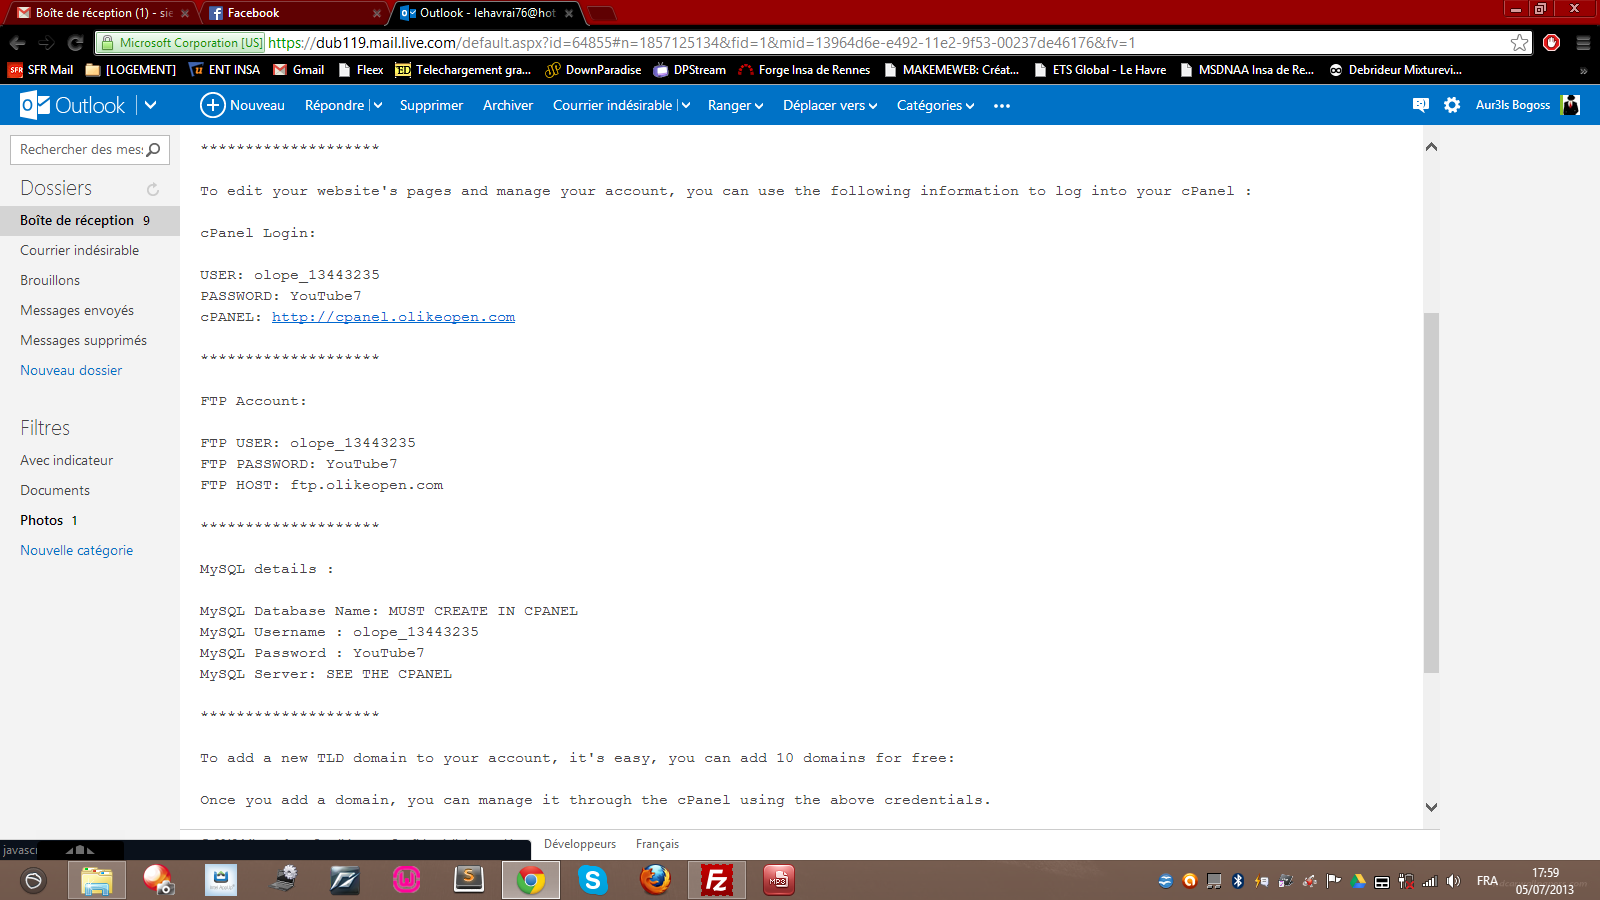 Boîte de réception (1) - sie
Facebook
Outlook - lehavrai76@hot
Microsoft Corporation [US]
https://dub119.mail.live.com/default.aspx?id=64855#n=1857125134&fid=1&mid=13964d6e-e492-11e2-9f53-00237de46176&fv=1
SFR Mail
[LOGEMENT]
ENT INSA
Gmail
Fleex
Telechargement gra...
DownParadise
DPStream
Forge Insa de Rennes
MAKEMEWEB: Créat...
ETS Global - Le Havre
MSDNAA Insa de Re...
Debrideur Mixturevi...
»
Outlook
Nouveau
Répondre
Supprimer
Archiver
Courrier indésirable
Ranger
Déplacer vers
Catégories
•••
Aur3ls Bogoss
Rechercher des mes
Dossiers
Boîte de réception 9
Courrier indésirable
Brouillons
Messages envoyés
Messages supprimés
Nouveau dossier
Filtres
Avec indicateur
Documents
Photos 1
Nouvelle catégorie
********************
To edit your website's pages and manage your account, you can use the following information to log into your cPanel :
cPanel Login:
USER: olope_13443235
PASSWORD: YouTube7
cPANEL: http://cpanel.olikeopen.com
********************
FTP Account:
FTP USER: olope_13443235
FTP PASSWORD: YouTube7
FTP HOST: ftp.olikeopen.com
********************
MySQL details :
MySQL Database Name: MUST CREATE IN CPANEL
MySQL Username : olope_13443235
MySQL Password : YouTube7
MySQL Server: SEE THE CPANEL
********************
To add a new TLD domain to your account, it's easy, you can add 10 domains for free:
Once you add a domain, you can manage it through the cPanel using the above credentials.
Développeurs
Français
javascr
FRA
17:59
05/07/2013